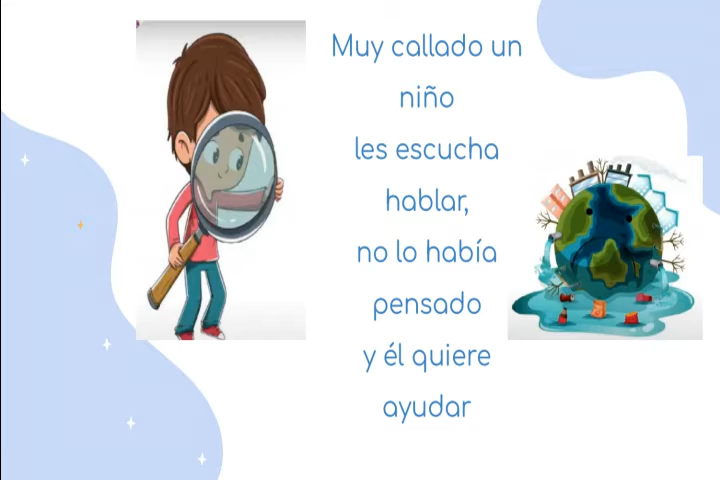 Muy callado un
niño
les escucha
hablar,
no lo había
pensado
y él quiere
ayudar